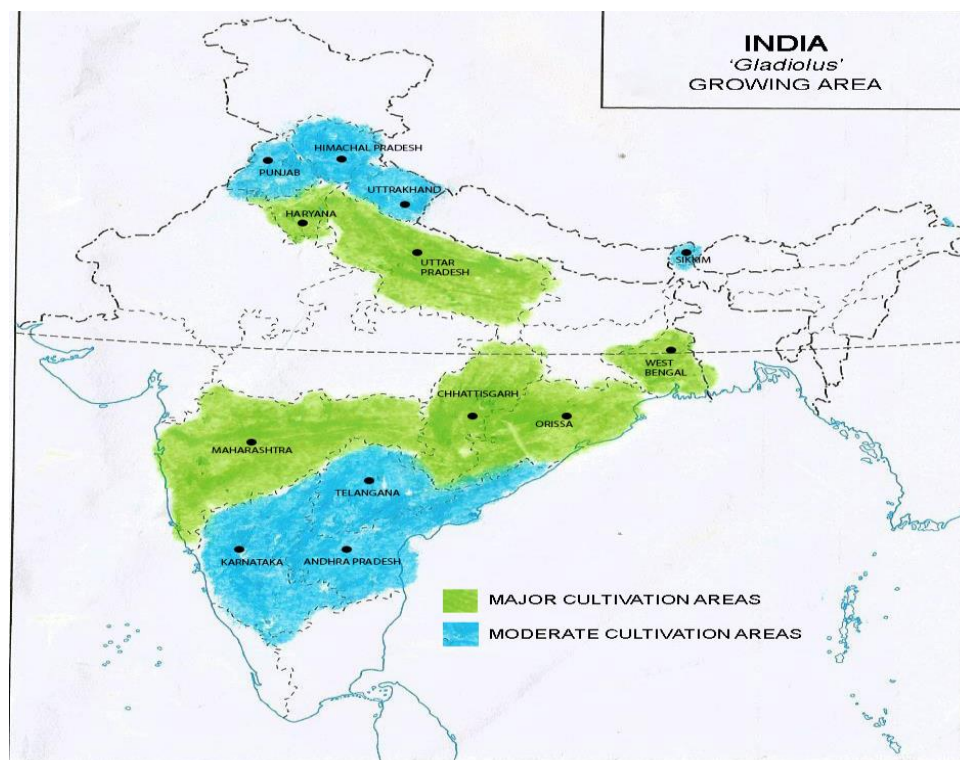 INDIA
'Gladiolus'
GROWING AREA
HIMACHAL PRADESH
PUNJAB
UTTRAKHAND
HARYANA
UTTAR
PRADESH
SIKKIM
WEST
BENGAL
CHHATTISGARH
ORISSA
MAHARASHTRA
TELANGANA
KARNATAKA
ANDHRA PRADESH
MAJOR CULTIVATION AREAS
MODERATE CULTIVATION AREAS